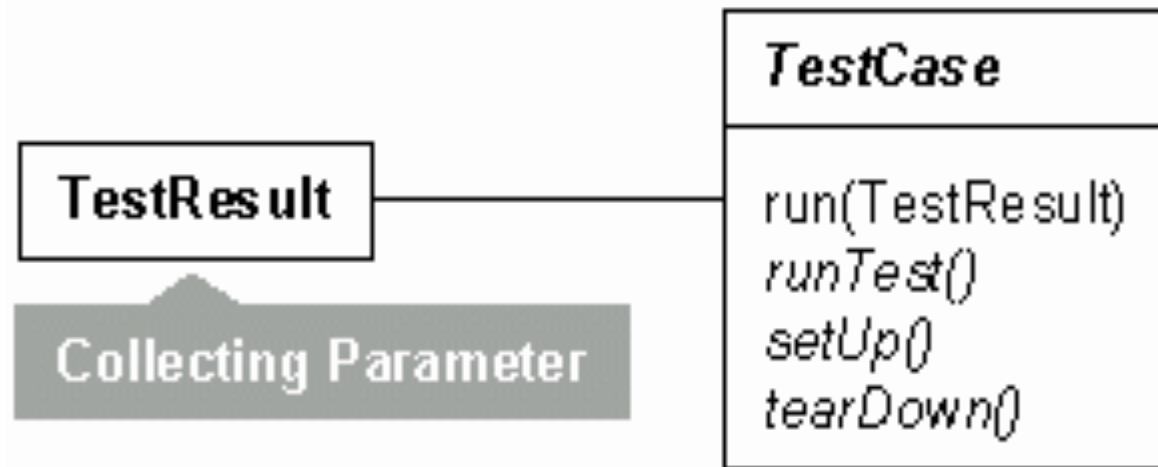 TestCase
TestResult
run(TestResult)
runTest()
setUp()
tearDown()
Collecting Parameter